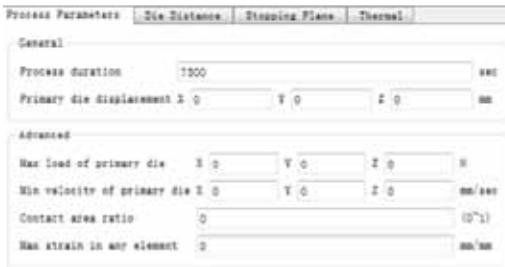 Process Parameters Die Distance Stopping Plane Thermal
General
Process duration 7300 sec
Primary die displacement X 0 Y 0 Z 0 mm
Advanced
Max load of primary die X 0 Y 0 Z 0 N
Min velocity of primary die X 0 Y 0 Z 0 mm/sec
Contact area ratio 0 (0~1)
Max strain in any element 0 mm/mm